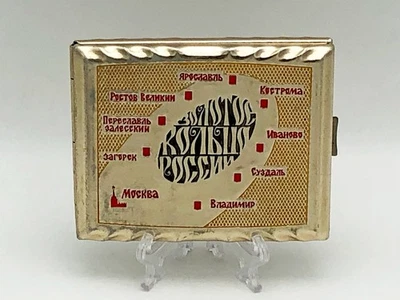 Ярославль
Ростов Великий
Кострома
Переславль
Залесский
Золотое
Кольцо
России
Иваново
Загорск
Суздаль
Москва
Владимир